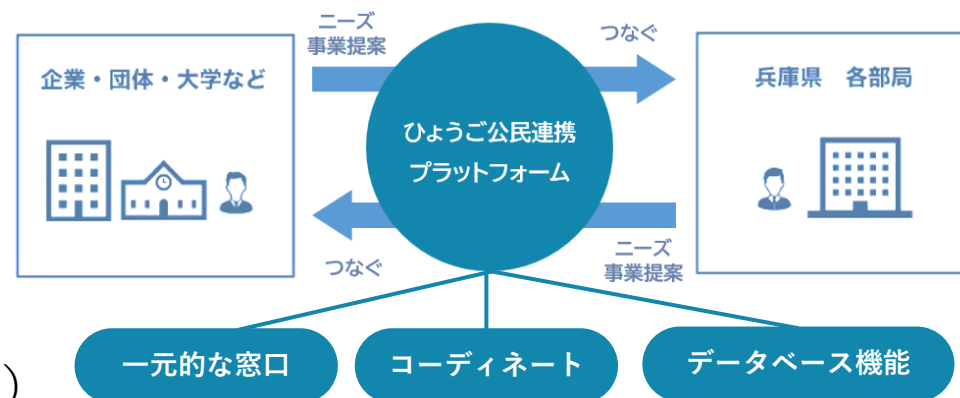 ニーズ
事業提案
つなぐ
企業・団体・大学など
兵庫県 各部局
ひょうご公民連携
プラットフォーム
つなぐ
ニーズ
事業提案
一元的な窓口
コーディネート
データベース機能
)